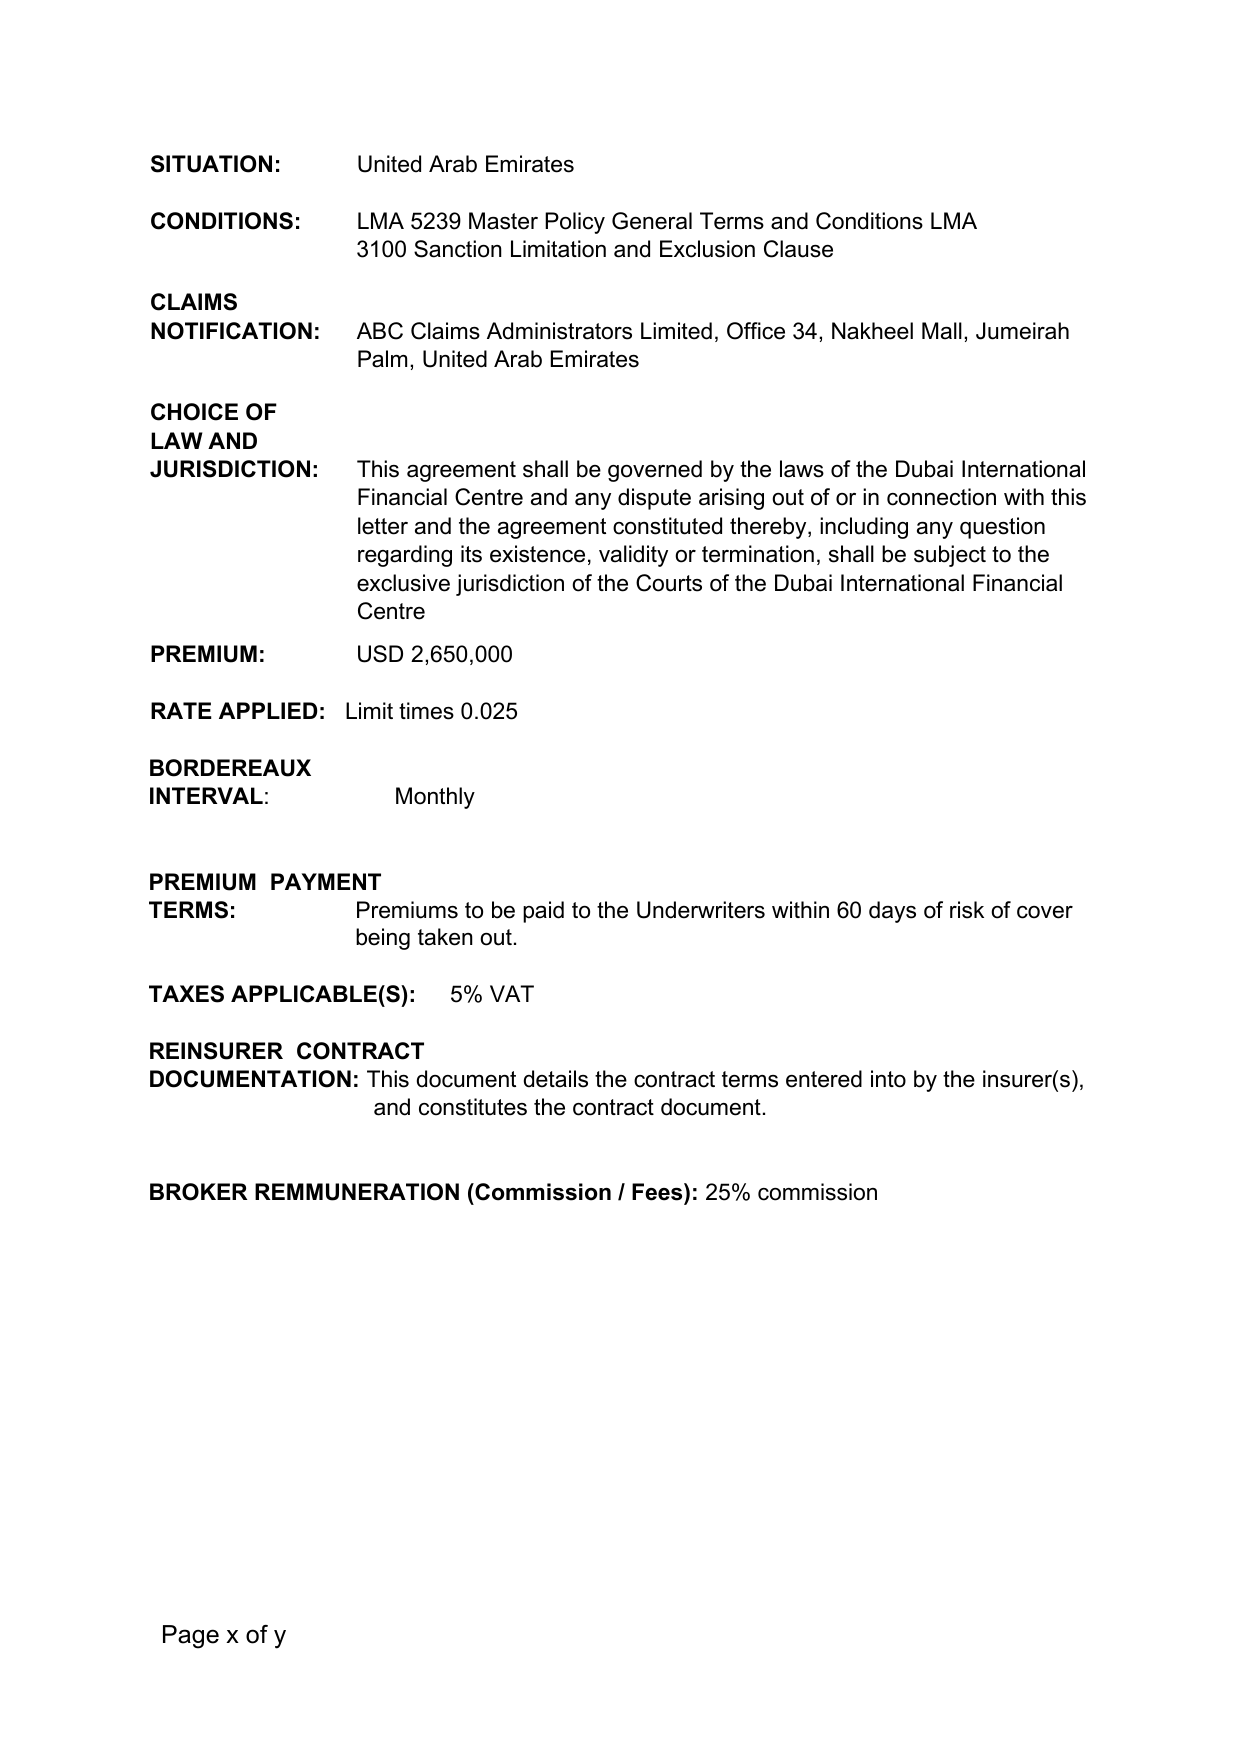 SITUATION: United Arab Emirates
CONDITIONS: LMA 5239 Master Policy General Terms and Conditions LMA
3100 Sanction Limitation and Exclusion Clause
CLAIMS
NOTIFICATION: ABC Claims Administrators Limited, Office 34, Nakheel Mall, Jumeirah
Palm, United Arab Emirates
CHOICE OF
LAW AND
JURISDICTION: This agreement shall be governed by the laws of the Dubai International
Financial Centre and any dispute arising out of or in connection with this
letter and the agreement constituted thereby, including any question
regarding its existence, validity or termination, shall be subject to the
exclusive jurisdiction of the Courts of the Dubai International Financial
Centre
PREMIUM: USD 2,650,000
RATE APPLIED: Limit times 0.025
BORDEREAUX
INTERVAL: Monthly
PREMIUM PAYMENT
TERMS: Premiums to be paid to the Underwriters within 60 days of risk of cover
being taken out.
TAXES APPLICABLE(S): 5% VAT
REINSURER CONTRACT
DOCUMENTATION: This document details the contract terms entered into by the insurer(s),
and constitutes the contract document.
BROKER REMMUNERATION (Commission / Fees): 25% commission
Page x of y